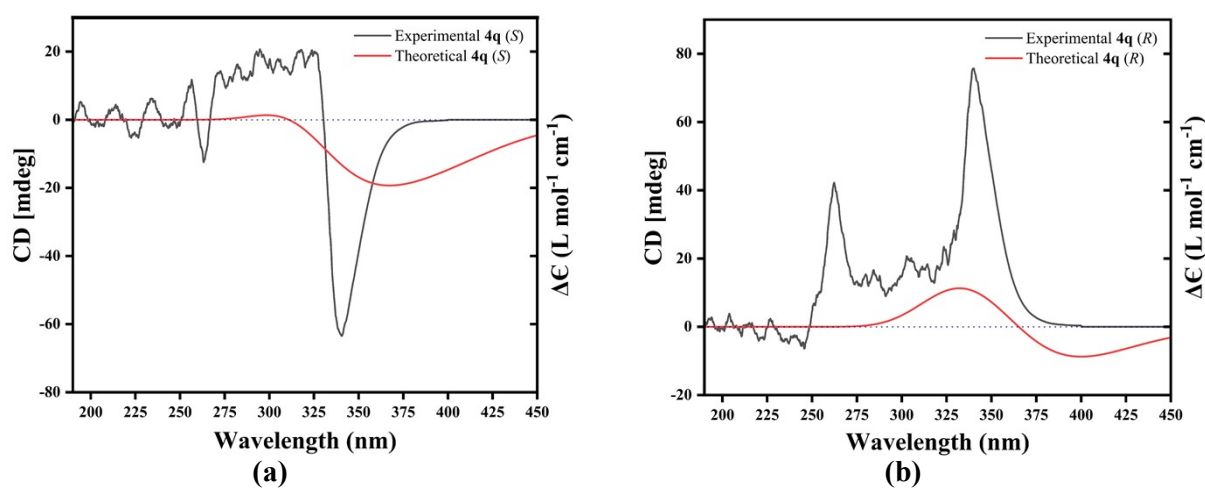 Experimental 4q (S)
Theoretical 4q (S)
20
0
-20
-40
-60
-80
CD [mdeg]
ΔЄ (L mol-1 cm-1)
200 225 250 275 300 325 350 375 400 425 450
Wavelength (nm)
(a)
Experimental 4q (R)
Theoretical 4q (R)
80
60
40
20
0
-20
CD [mdeg]
ΔЄ (L mol-1 cm-1)
200 225 250 275 300 325 350 375 400 425 450
Wavelength (nm)
(b)